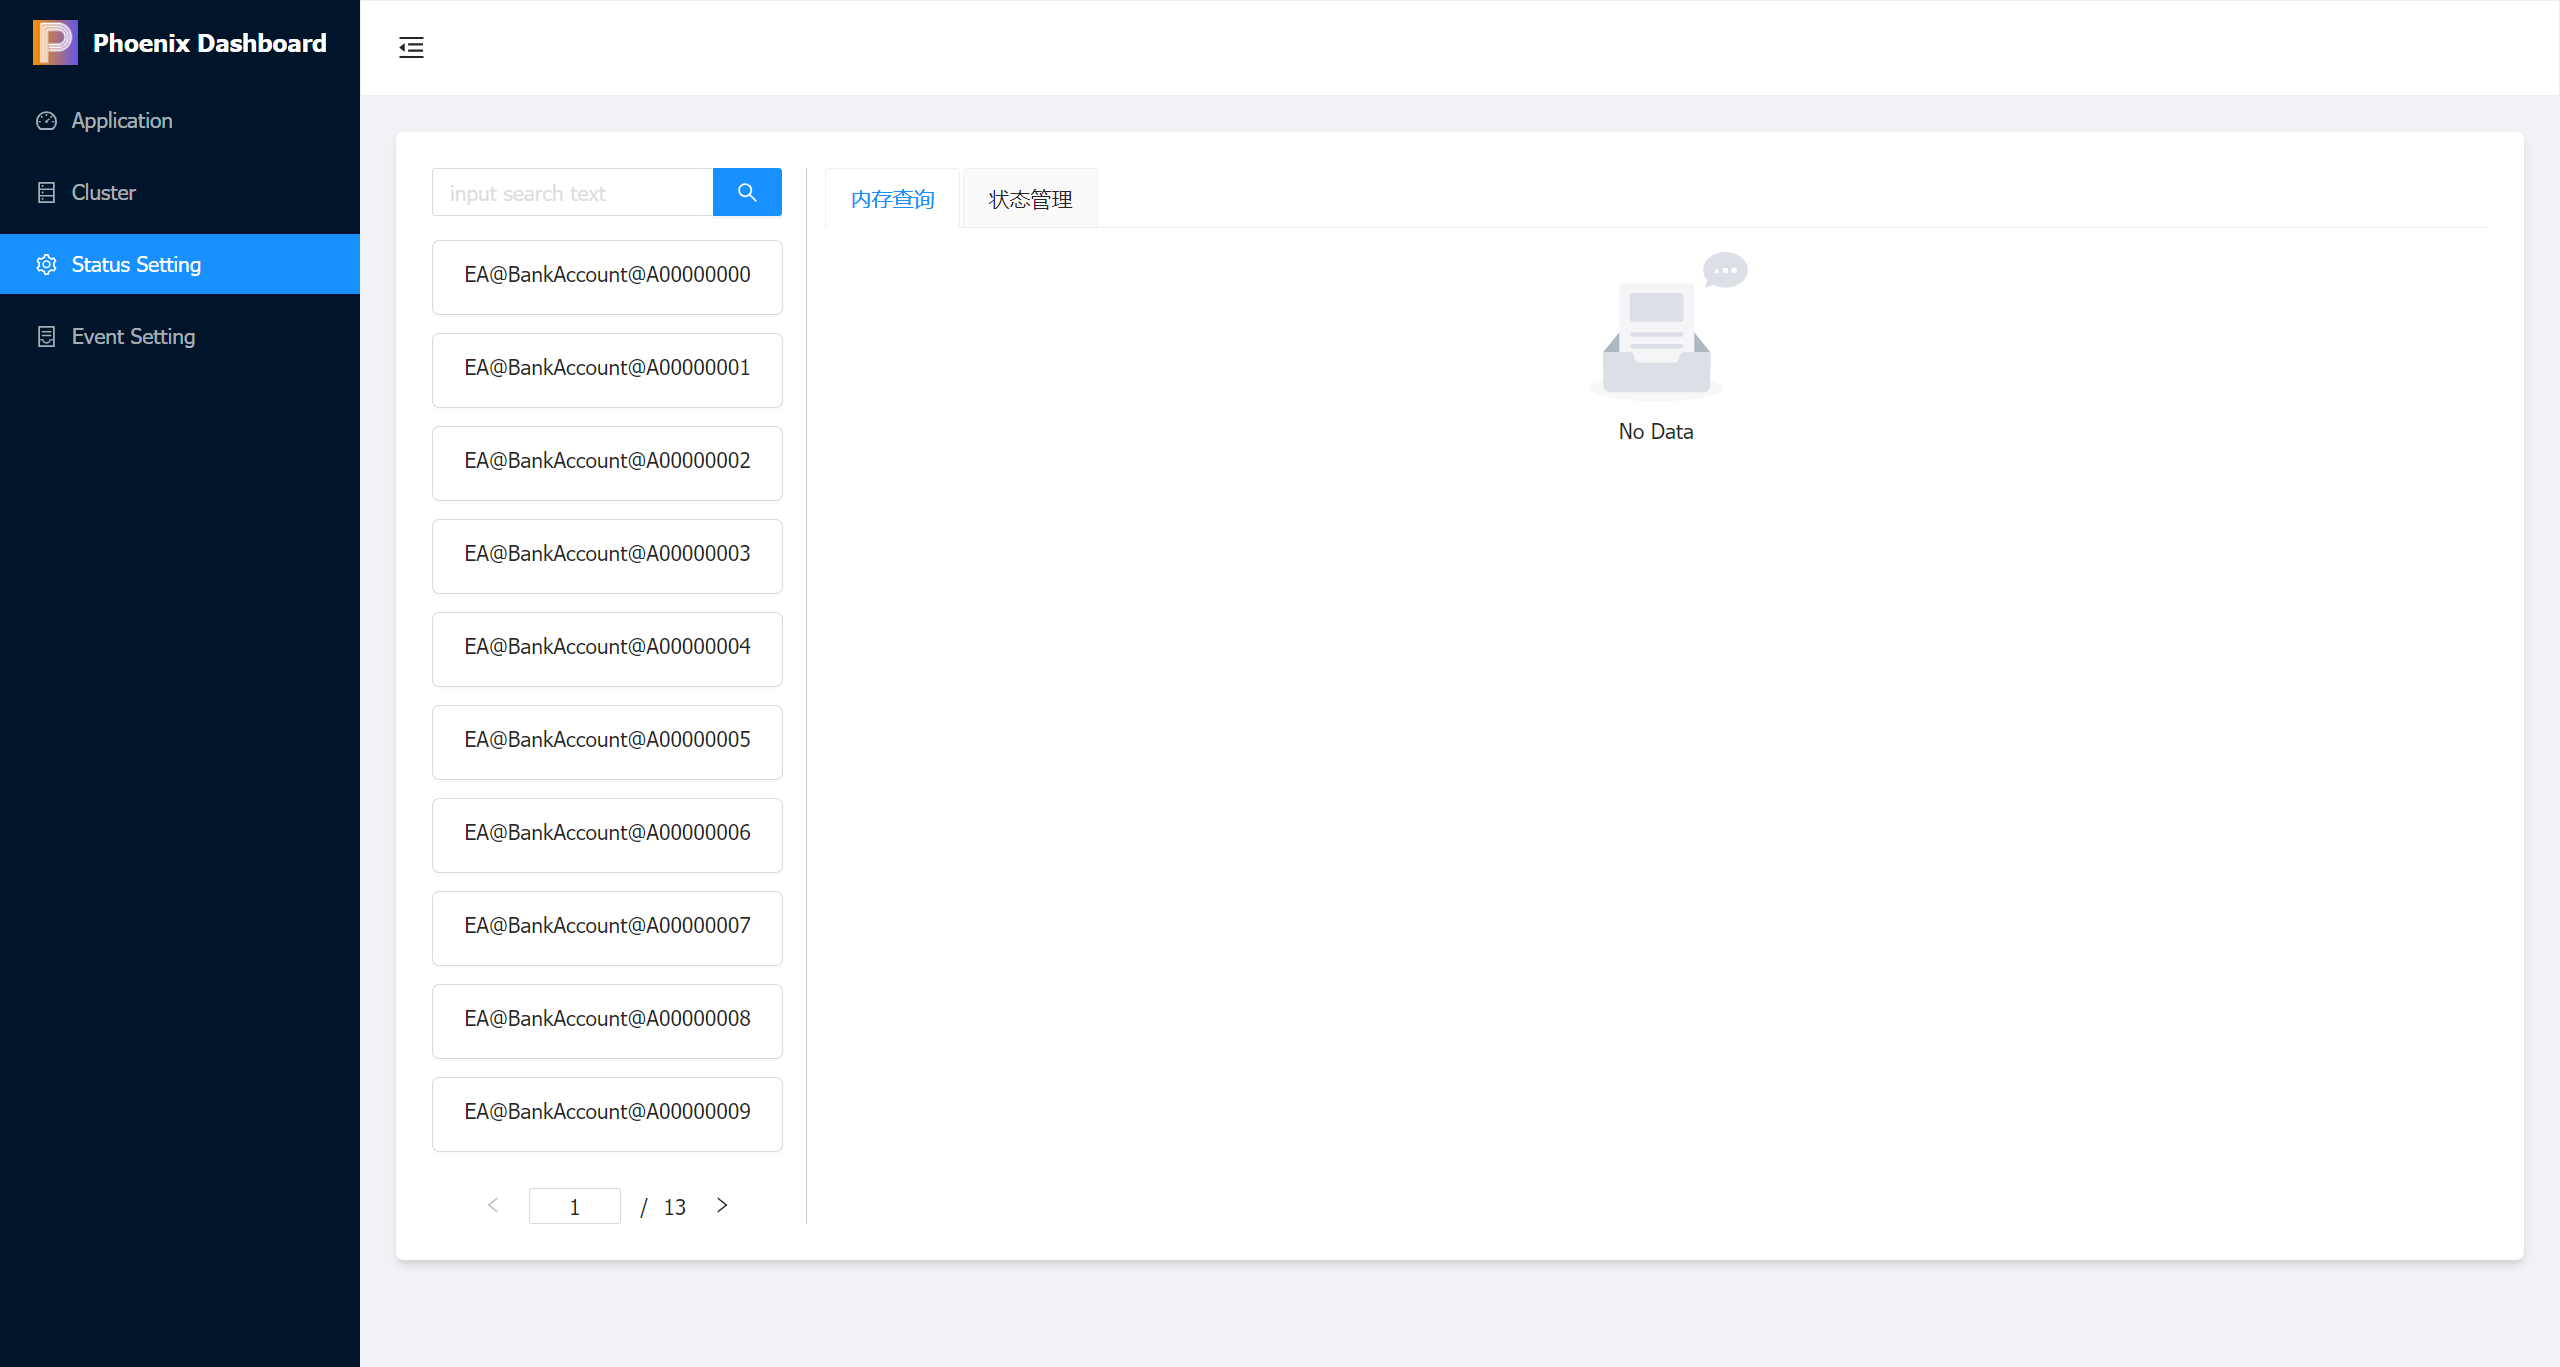 Phoenix Dashboard
Application
Cluster
Status Setting
Event Setting
input search text
EA@BankAccount@A00000000
EA@BankAccount@A00000001
EA@BankAccount@A00000002
EA@BankAccount@A00000003
EA@BankAccount@A00000004
EA@BankAccount@A00000005
EA@BankAccount@A00000006
EA@BankAccount@A00000007
EA@BankAccount@A00000008
EA@BankAccount@A00000009
1 / 13
内存查询 状态管理
No Data